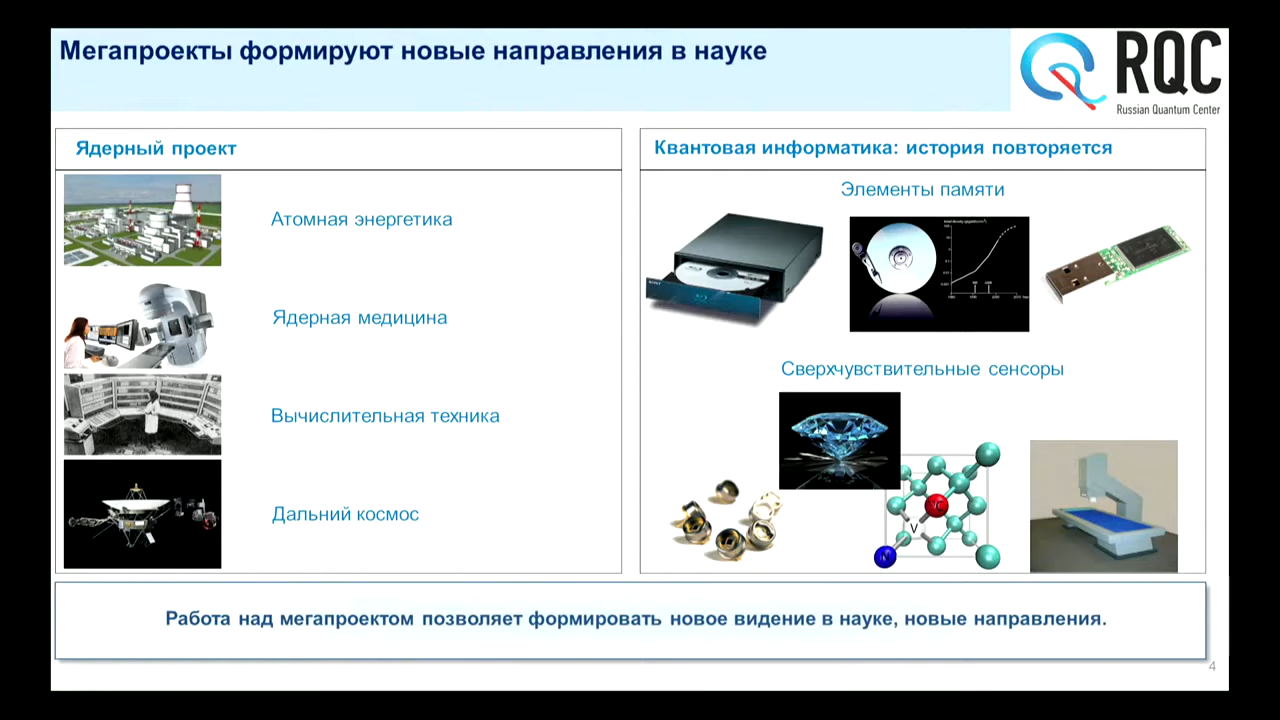 Мегапроекты формируют новые направления в науке
RQC
Russian Quantum Center
Ядерный проект
Атомная энергетика
Ядерная медицина
Вычислительная техника
Дальний космос
Квантовая информатика: история повторяется
Элементы памяти
Сверхчувствительные сенсоры
V
Работа над мегапроектом позволяет формировать новое видение в науке, новые направления.
4